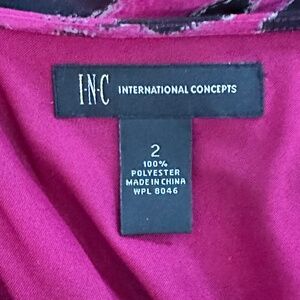 I·N·C INTERNATIONAL CONCEPTS
2
100%
POLYESTER
MADE IN CHINA
WPL 8046